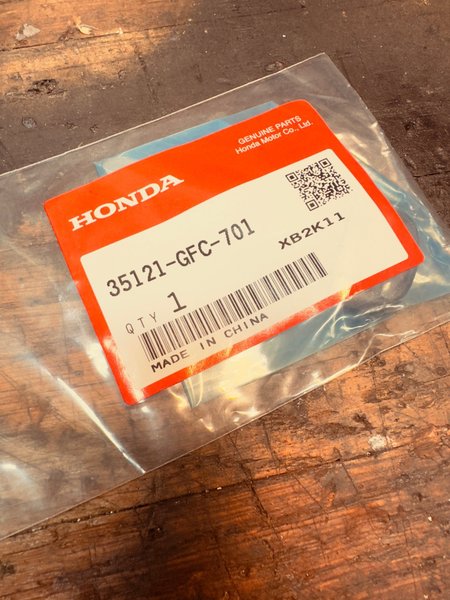 GENUINE PARTS
Honda Motor Co., Ltd.
HONDA
35121-GFC-701
XB2K11
QTY 1
MADE IN CHINA